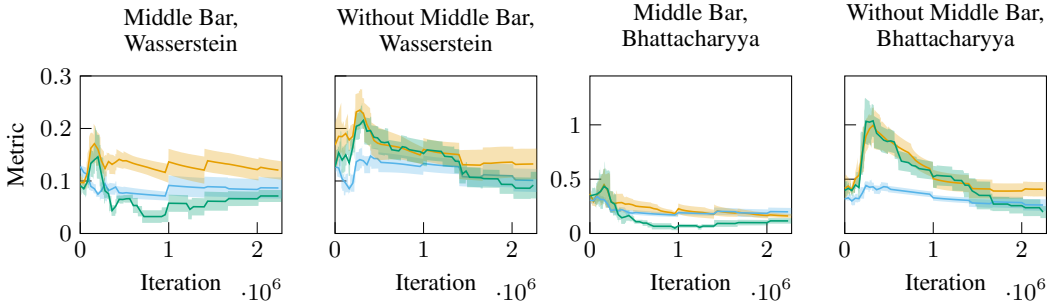 Middle Bar,
Wasserstein
Without Middle Bar,
Wasserstein
Middle Bar,
Bhattacharyya
Without Middle Bar,
Bhattacharyya
Metric
0.3
0.2
0.1
0
0 1 2
Iteration
·10^6
0 1 2
Iteration
·10^6
1
0.5
0
0 1 2
Iteration
·10^6
0 1 2
Iteration
·10^6